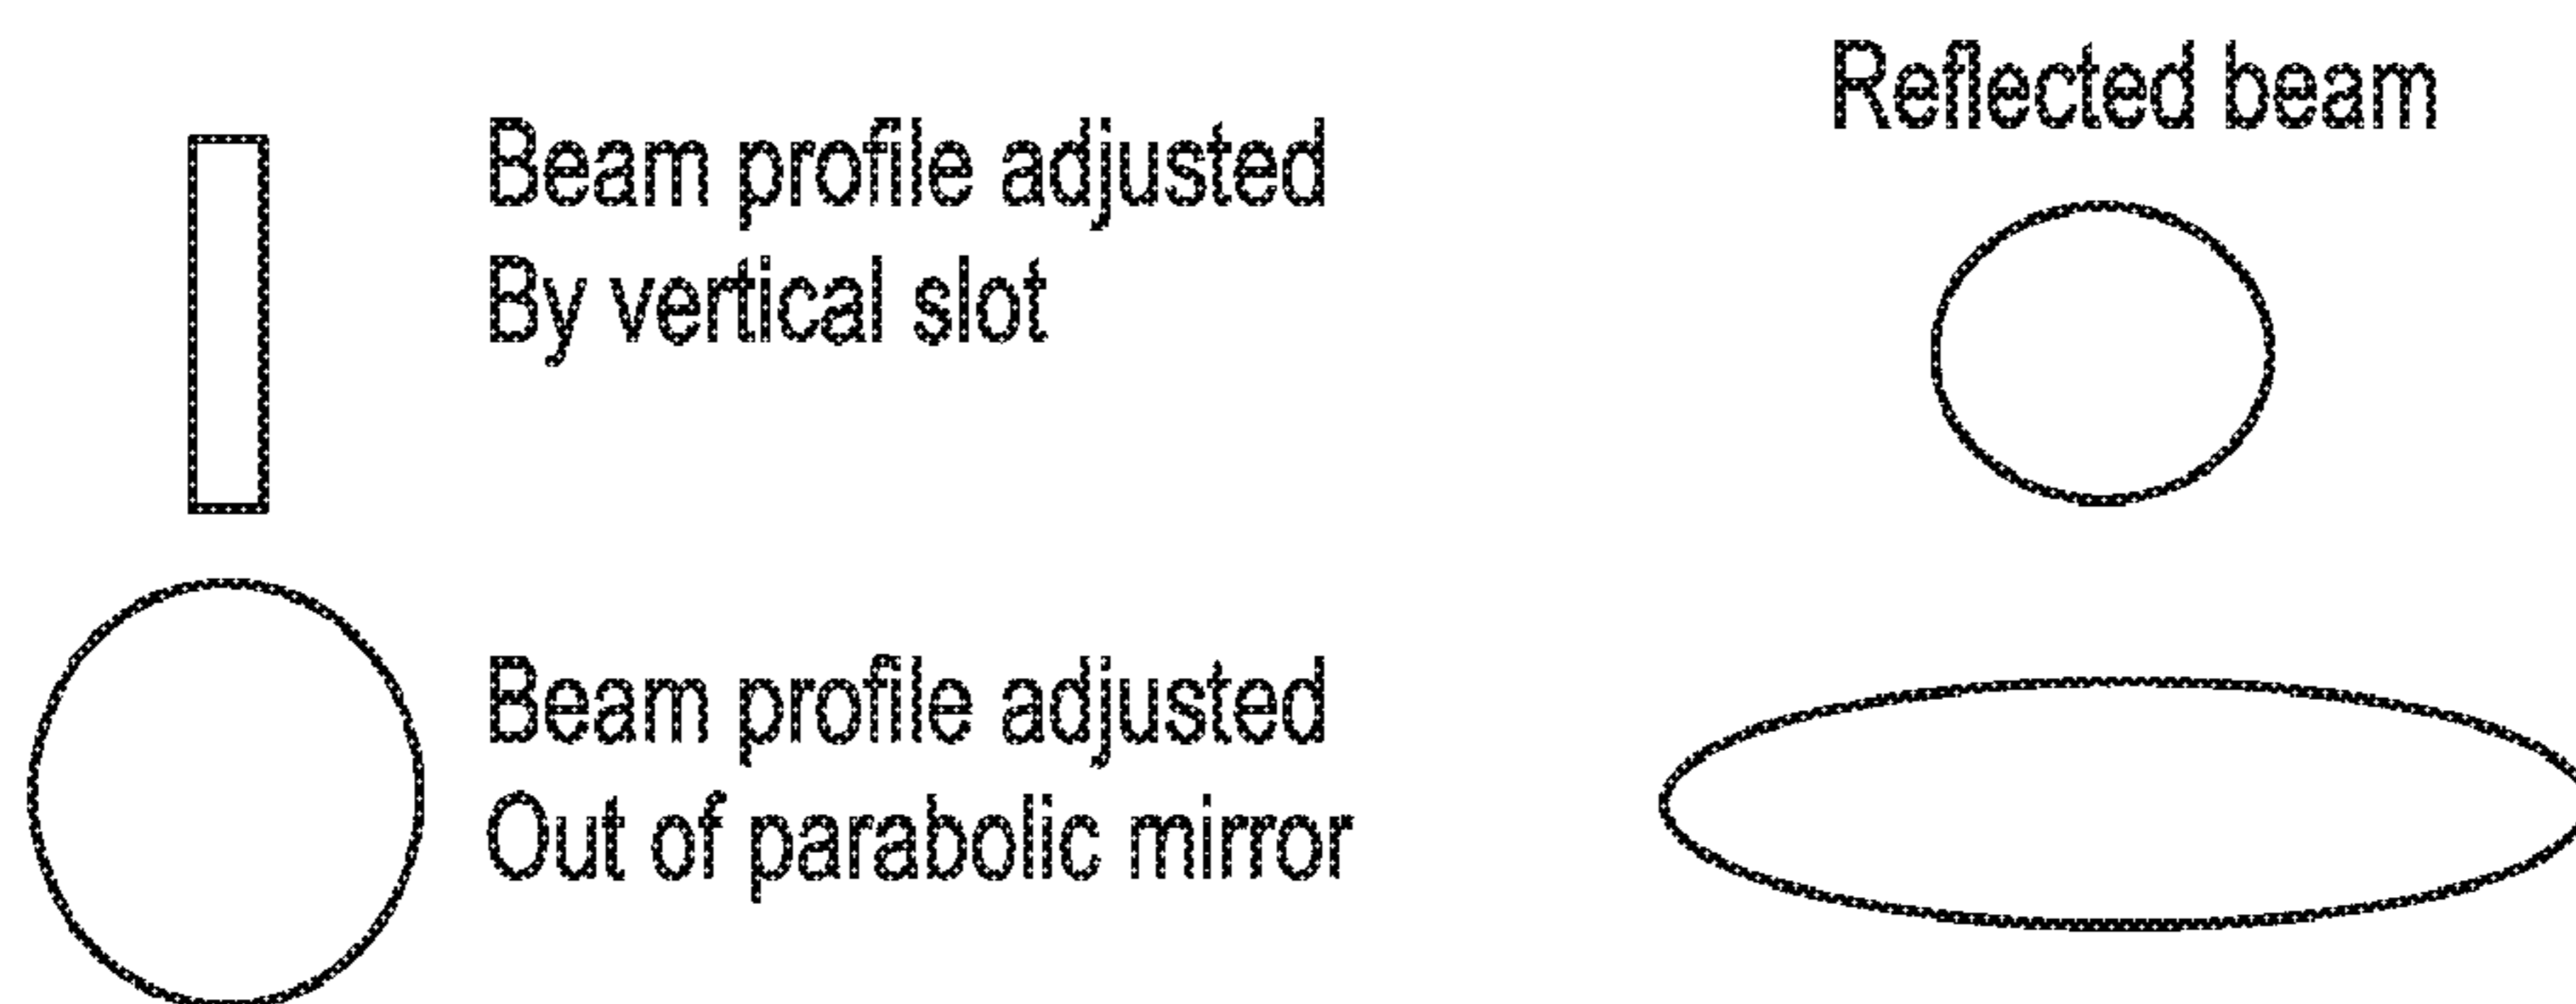 Beam profile adjusted
By vertical slot
Reflected beam
Beam profile adjusted
Out of parabolic mirror